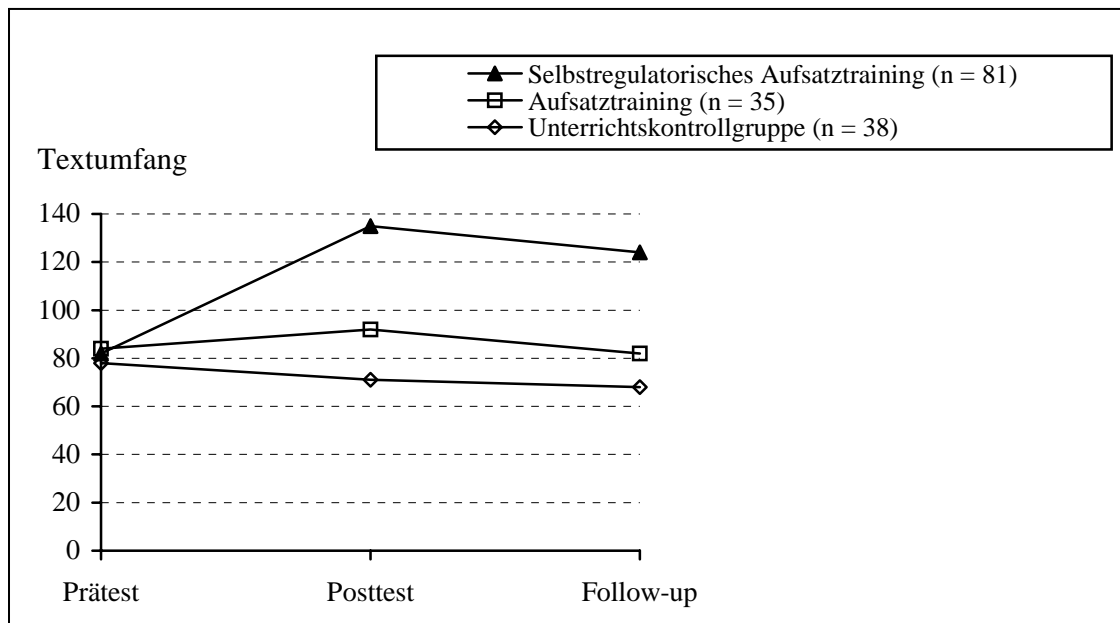 Selbstregulatorisches Aufsatztraining (n = 81)
Aufsatztraining (n = 35)
Unterrichtskontrollgruppe (n = 38)
Textumfang
140
120
100
80
60
40
20
0
Prätest Posttest Follow-up